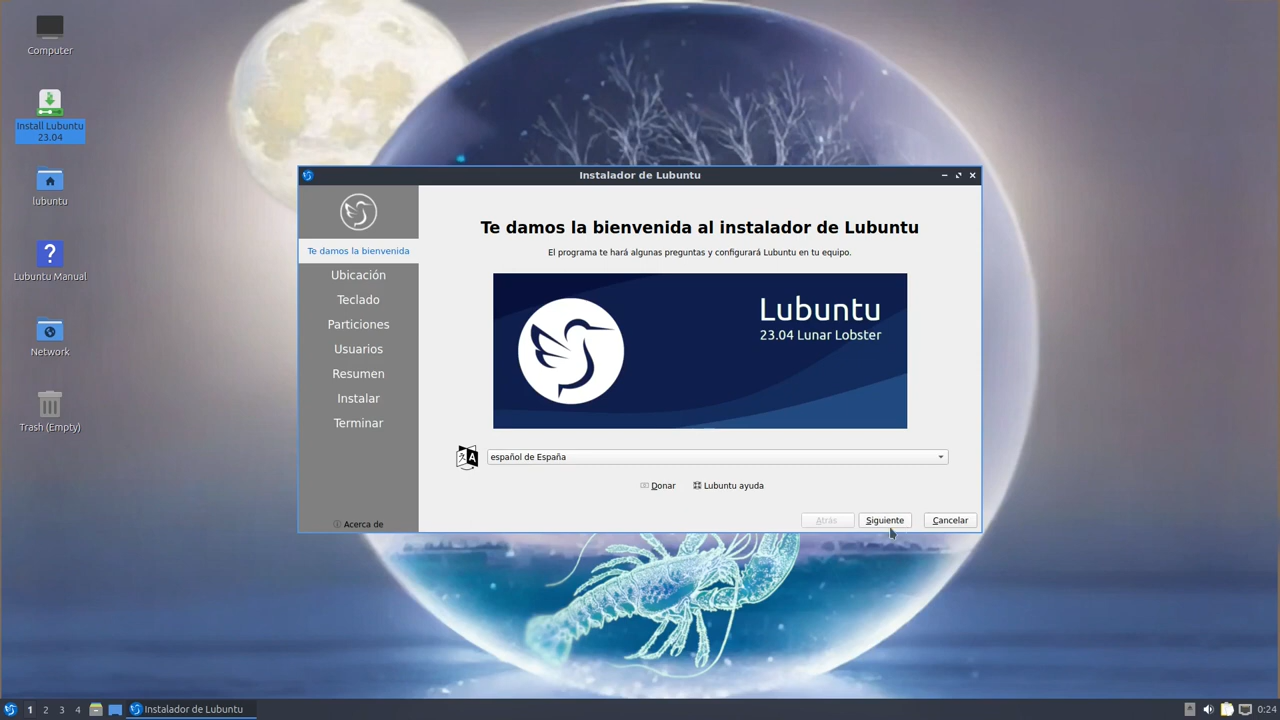 Computer
Install Lubuntu
23.04
lubuntu
Lubuntu Manual
Network
Trash (Empty)
Instalador de Lubuntu
Te damos la bienvenida
Ubicación
Teclado
Particiones
Usuarios
Resumen
Instalar
Terminar
Acerca de
Te damos la bienvenida al instalador de Lubuntu
El programa te hará algunas preguntas y configurará Lubuntu en tu equipo.
Lubuntu
23.04 Lunar Lobster
español de España
Donar Lubuntu ayuda
Atrás Siguiente Cancelar
1 2 3 4 Instalador de Lubuntu 0:24